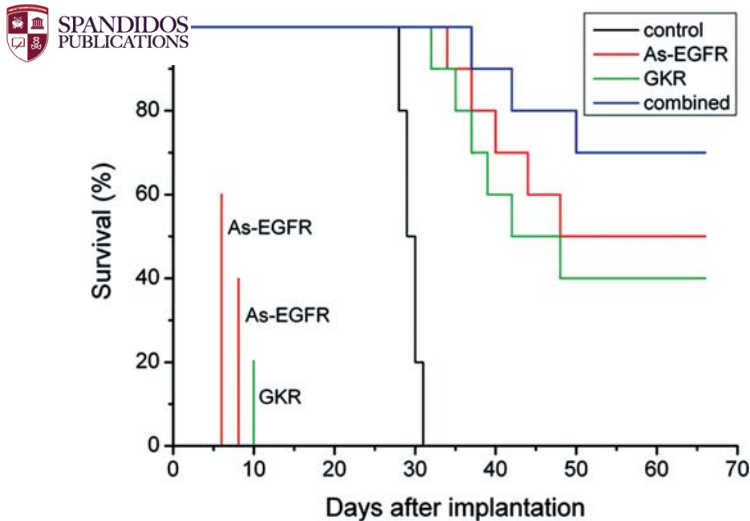 SPANDIDOS
PUBLICATIONS
control
As-EGFR
GKR
combined
80
60
40
20
0
Survival (%)
As-EGFR
As-EGFR
GKR
0 10 20 30 40 50 60 70
Days after implantation